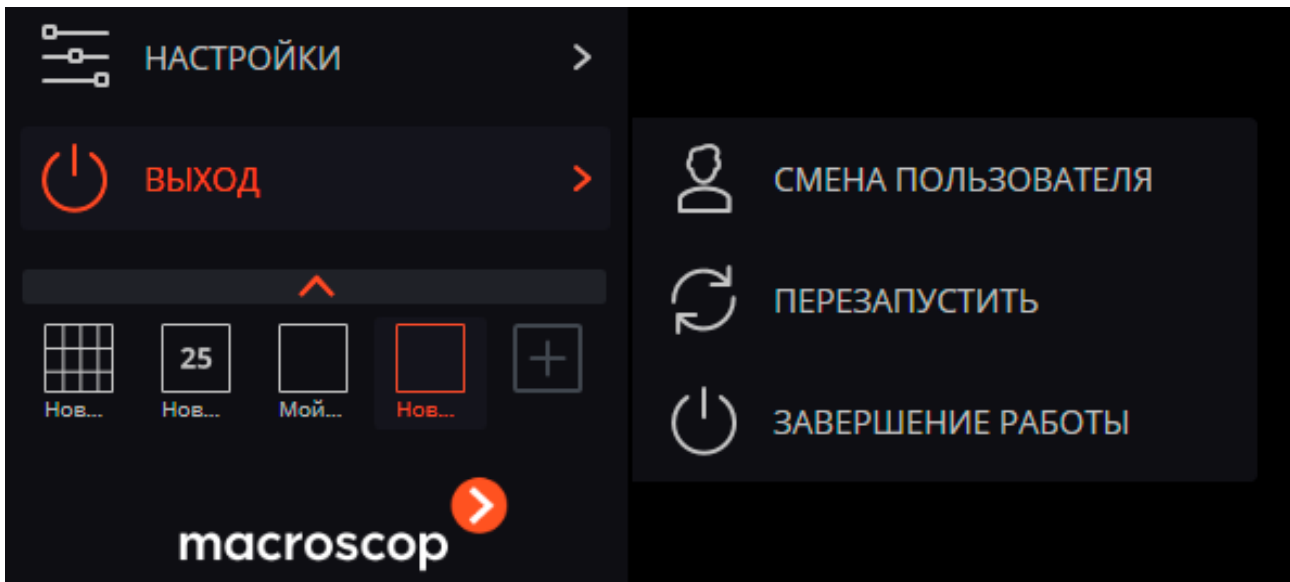 НАСТРОЙКИ
ВЫХОД
СМЕНА ПОЛЬЗОВАТЕЛЯ
ПЕРЕЗАПУСТИТЬ
ЗАВЕРШЕНИЕ РАБОТЫ
25
Нов... Нов... Мой... Нов...
macroscop